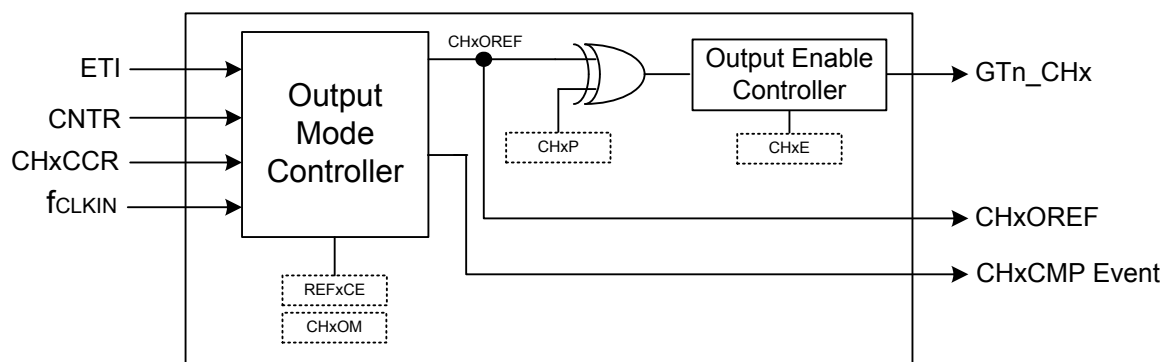 ETI
CNTR
CHxCCR
fCLKIN
Output
Mode
Controller
REFxCE
CHxOM
CHxOREF
CHxP
Output Enable
Controller
CHxE
GTn_CHx
CHxOREF
CHxCMP Event